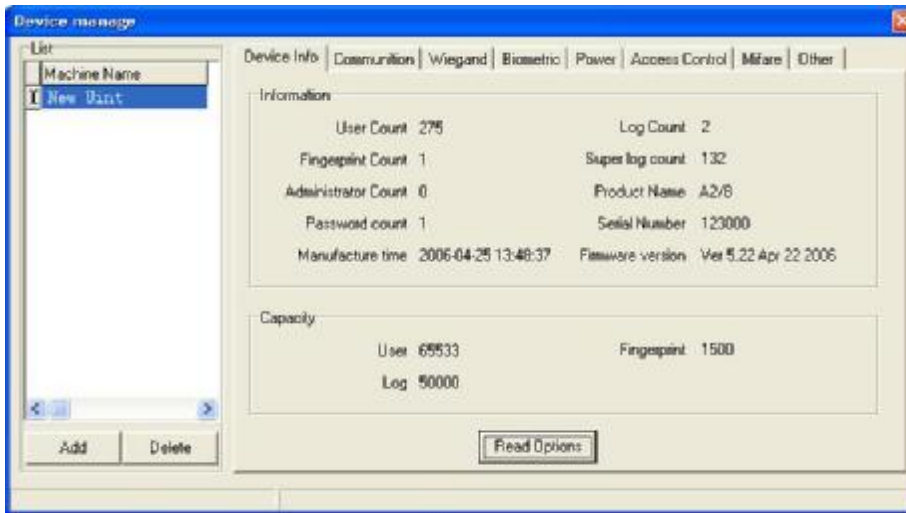 Device manage
List
Machine Name
New Uint
Device Info Communition Wiegand Biometric Power Access Control Mifare Other
Information
User Count 275 Log Count 2
Fingerprint Count 1 Super log count 132
Administrator Count 0 Product Name A2/8
Password count 1 Serial Number 123000
Manufacture time 2006-04-25 13:48:37 Firmware version Ver 5.22 Apr 22 2006
Capacity
User 65533 Fingerprint 1500
Log 50000
Add Delete
Read Options